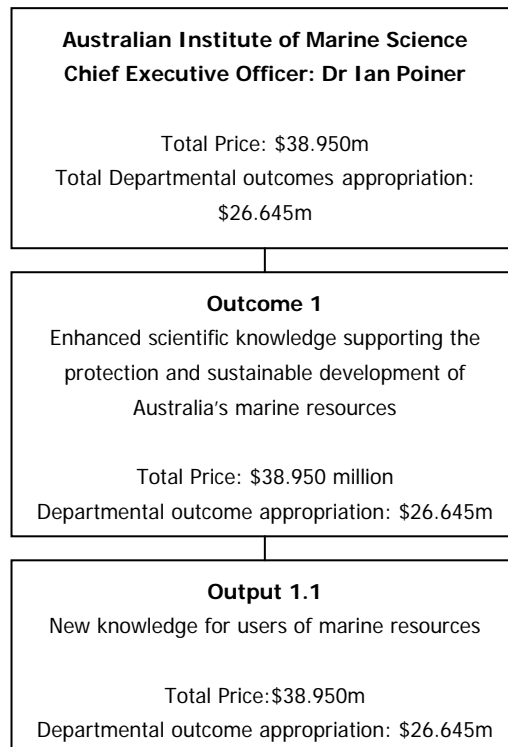 Australian Institute of Marine Science
Chief Executive Officer: Dr Ian Poiner
Total Price: $38.950m
Total Departmental outcomes appropriation:
$26.645m
Outcome 1
Enhanced scientific knowledge supporting the
protection and sustainable development of
Australia's marine resources
Total Price: $38.950 million
Departmental outcome appropriation: $26.645m
Output 1.1
New knowledge for users of marine resources
Total Price:$38.950m
Departmental outcome appropriation: $26.645m